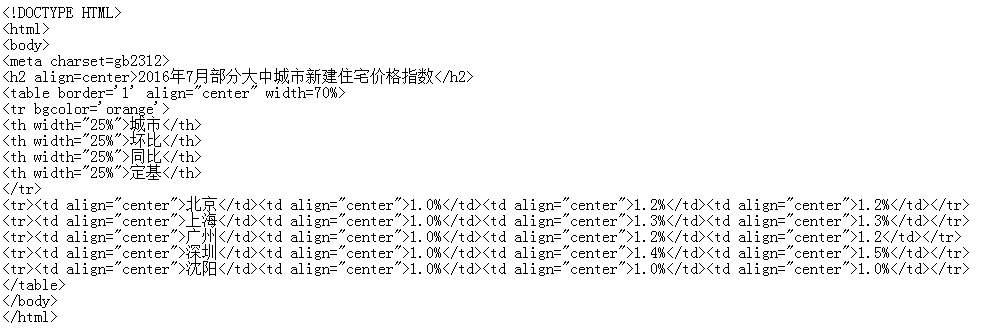 <!DOCTYPE HTML>
<html>
<body>
<meta charset=gb2312>
<h2 align=center>2016年7月部分大中城市新建住宅价格指数</h2>
<table border='1' align="center" width=70%>
<tr bgcolor='orange'>
<th width="25%">城市</th>
<th width="25%">环比</th>
<th width="25%">同比</th>
<th width="25%">定基</th>
</tr>
<tr><td align="center">北京</td><td align="center">1.0%</td><td align="center">1.2%</td><td align="center">1.2%</td></tr>
<tr><td align="center">上海</td><td align="center">1.0%</td><td align="center">1.3%</td><td align="center">1.3%</td></tr>
<tr><td align="center">广州</td><td align="center">1.0%</td><td align="center">1.2%</td><td align="center">1.2</td></tr>
<tr><td align="center">深圳</td><td align="center">1.0%</td><td align="center">1.4%</td><td align="center">1.5%</td></tr>
<tr><td align="center">沈阳</td><td align="center">1.0%</td><td align="center">1.0%</td><td align="center">1.0%</td></tr>
</table>
</body>
</html>